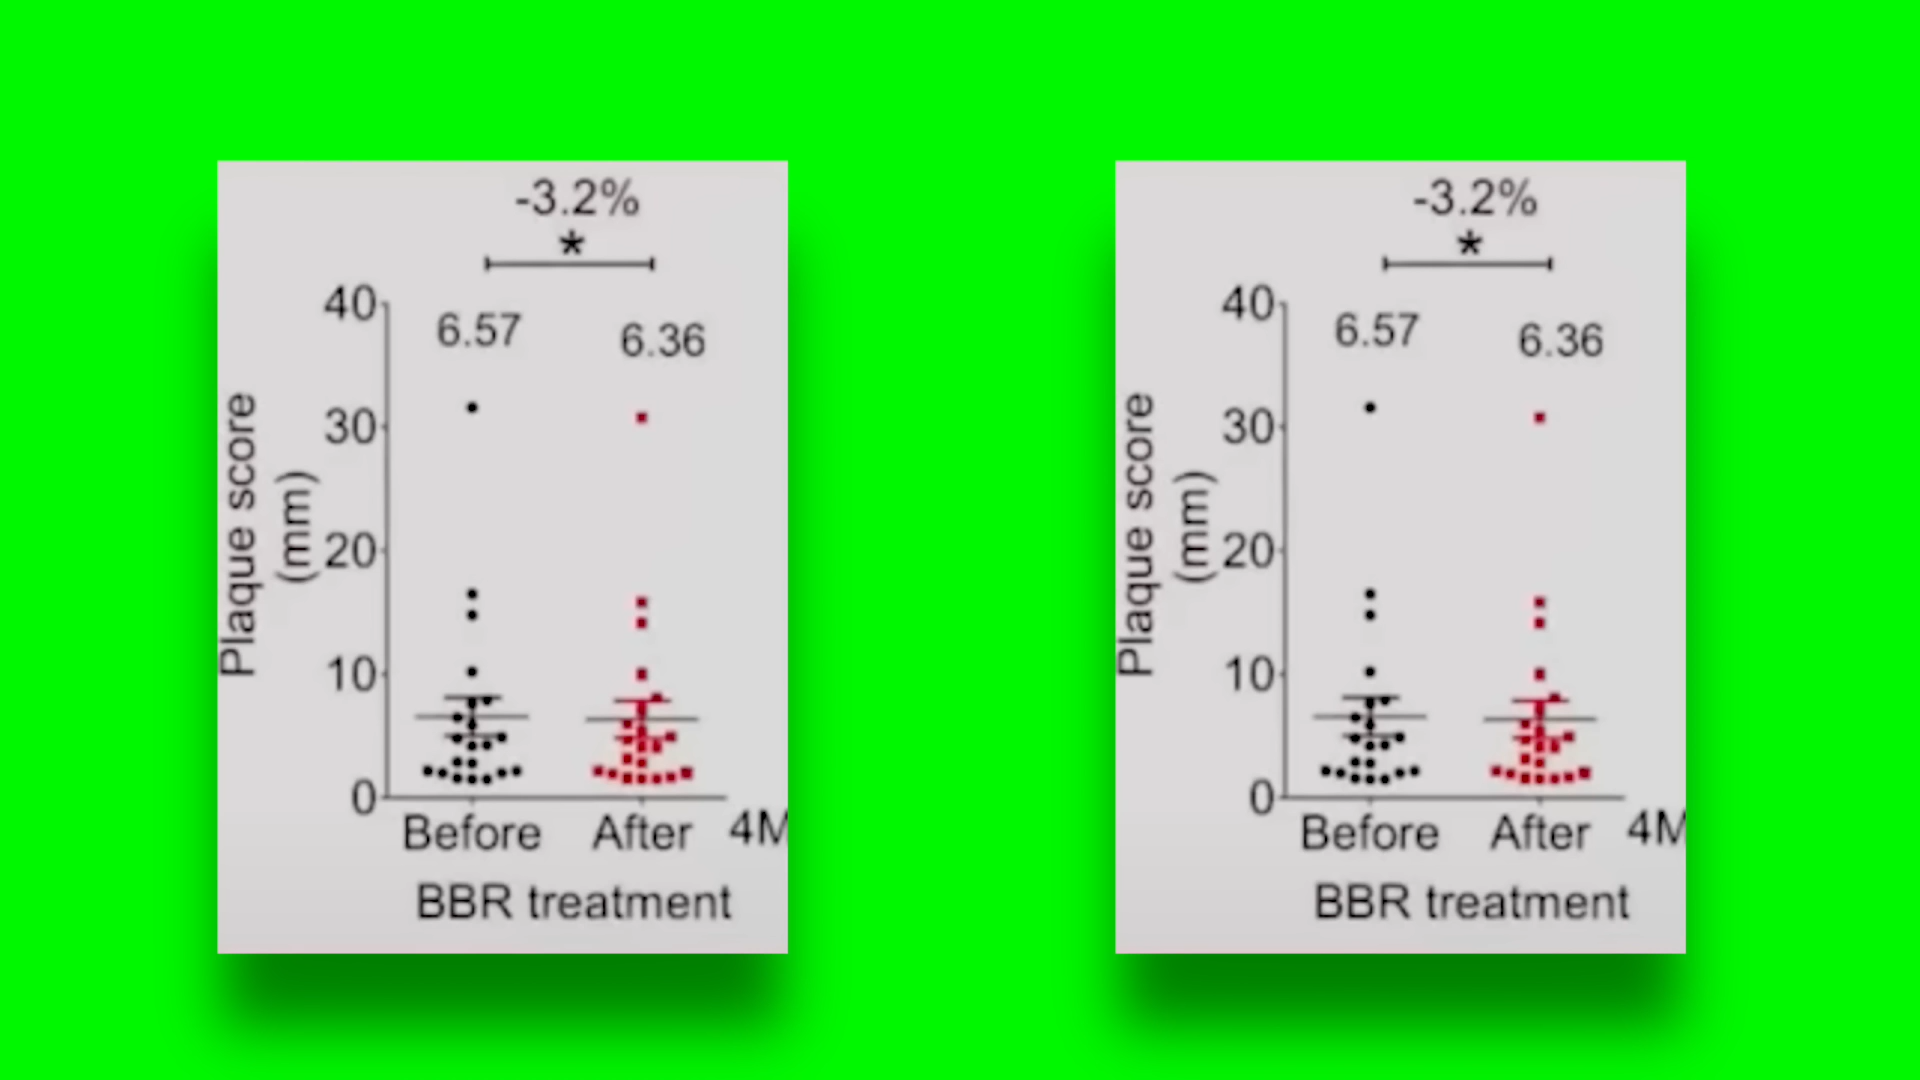 -3.2%
*
40
6.57
6.36
30
20
10
0
Plaque score
(mm)
Before
After
4M
BBR treatment
-3.2%
*
40
6.57
6.36
30
20
10
0
Plaque score
(mm)
Before
After
4M
BBR treatment